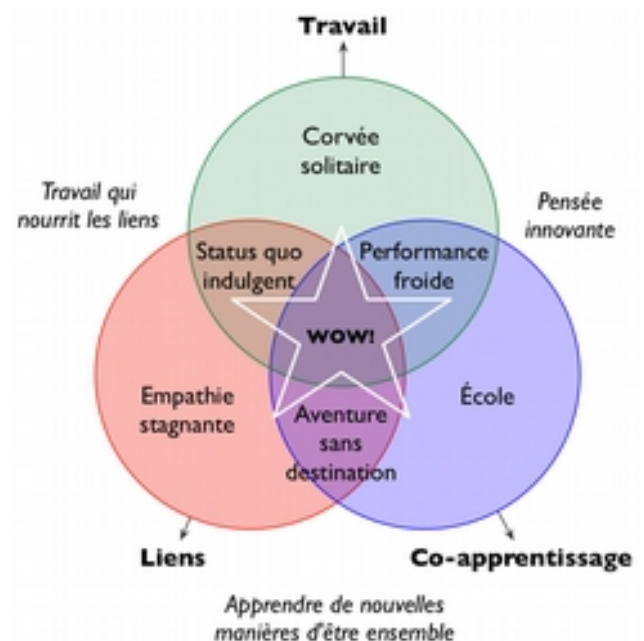 Travail
Corvée
solitaire
Travail qui
nourrit les liens
Pensée
innovante
Status quo
indulgent
Performance
froide
WOW!
Empathie
stagnante
École
Aventure
sans
destination
Liens
Co-apprentissage
Apprendre de nouvelles
manières d'être ensemble